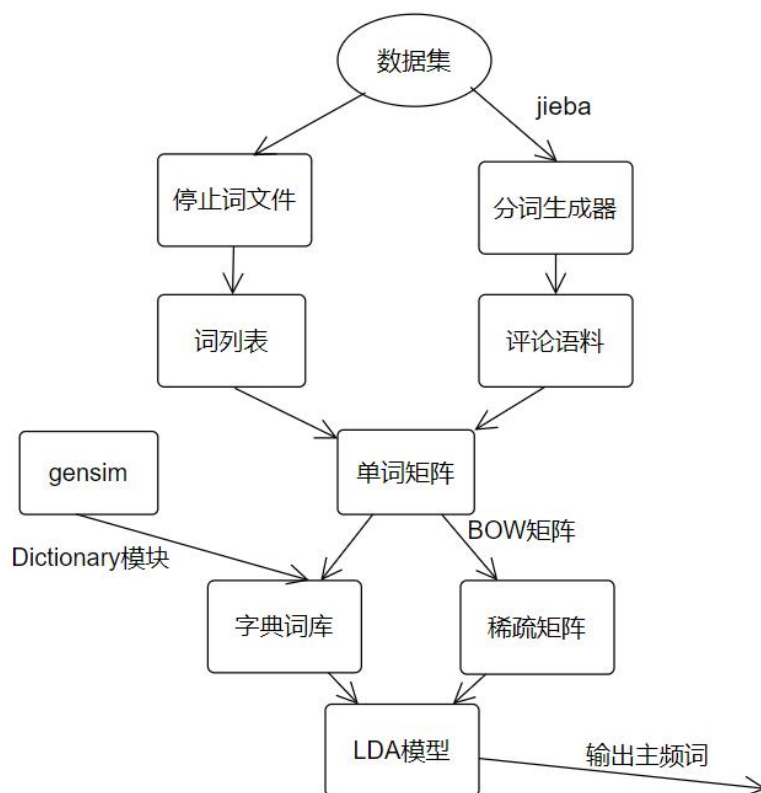 数据集
jieba
停止词文件
分词生成器
词列表
评论语料
gensim
单词矩阵
BOW矩阵
Dictionary模块
字典词库
稀疏矩阵
LDA模型
输出主频词